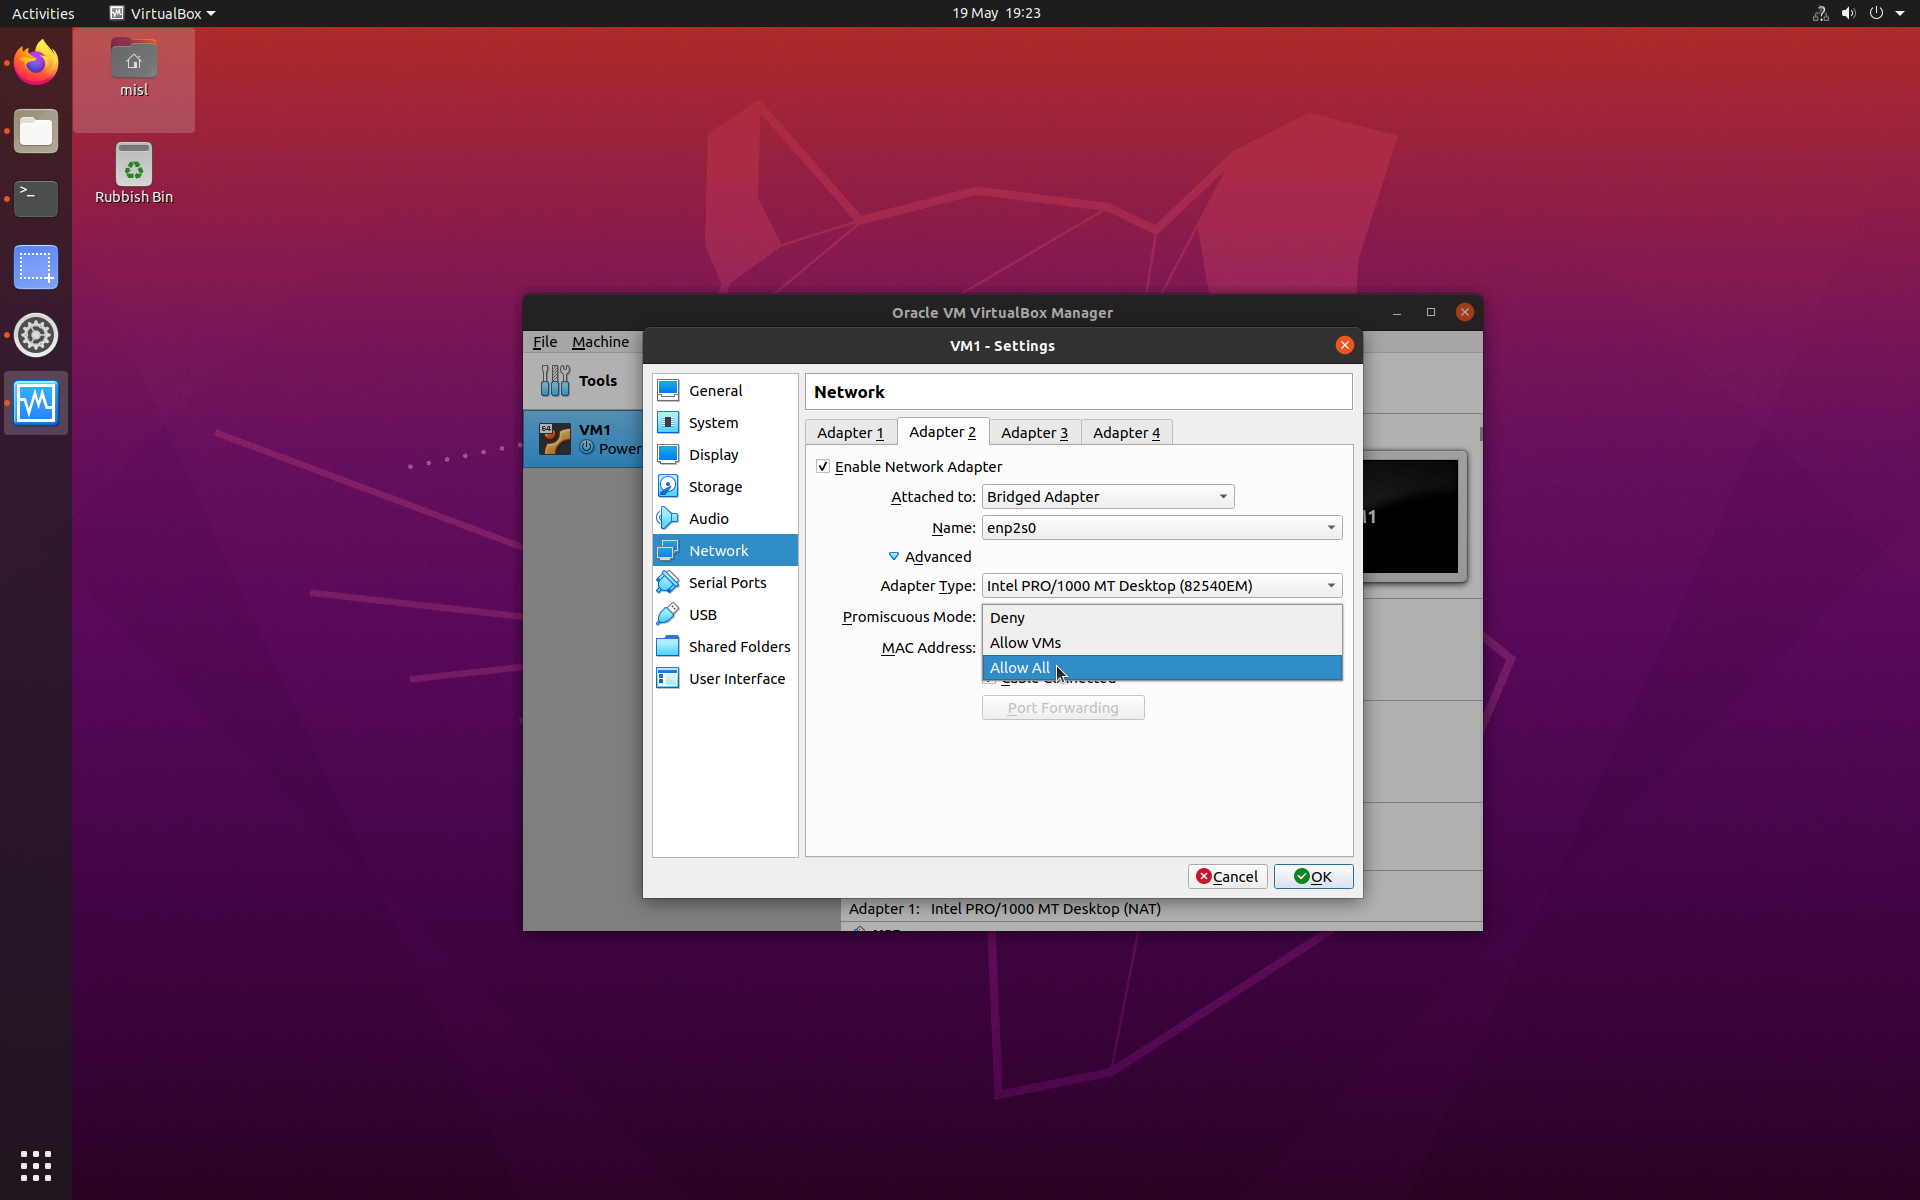 Activities VirtualBox 19 May 19:23
misl
Rubbish Bin
Oracle VM VirtualBox Manager
File Machine
VM1 - Settings
Tools
64 VM1
Power
General
System
Display
Storage
Audio
Network
Serial Ports
USB
Shared Folders
User Interface
Network
Adapter 1 Adapter 2 Adapter 3 Adapter 4
Enable Network Adapter
Attached to: Bridged Adapter
Name: enp2s0
Advanced
Adapter Type: Intel PRO/1000 MT Desktop (82540EM)
Promiscuous Mode: Deny
Allow VMs
MAC Address:
Allow All
Port Forwarding
Cancel OK
Adapter 1: Intel PRO/1000 MT Desktop (NAT)